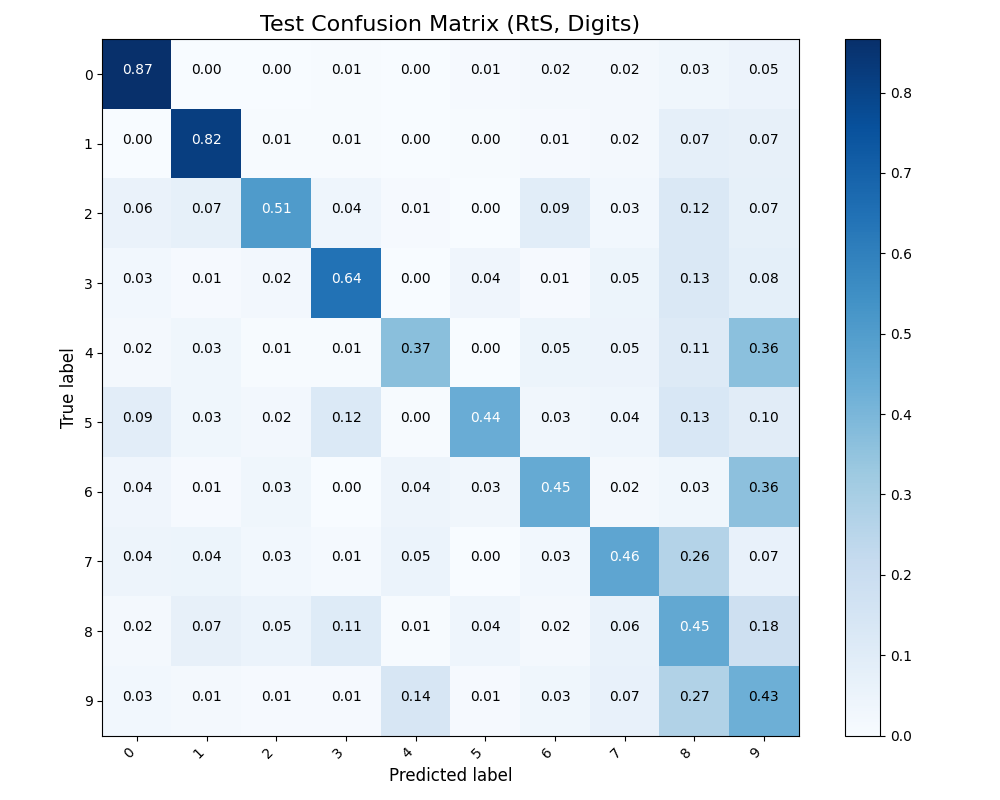 Test Confusion Matrix (RtS, Digits)
0 0.87 0.00 0.00 0.01 0.00 0.01 0.02 0.02 0.03 0.05
1 0.00 0.82 0.01 0.01 0.00 0.00 0.01 0.02 0.07 0.07
2 0.06 0.07 0.51 0.04 0.01 0.00 0.09 0.03 0.12 0.07
3 0.03 0.01 0.02 0.64 0.00 0.04 0.01 0.05 0.13 0.08
4 0.02 0.03 0.01 0.01 0.37 0.00 0.05 0.05 0.11 0.36
5 0.09 0.03 0.02 0.12 0.00 0.44 0.03 0.04 0.13 0.10
6 0.04 0.01 0.03 0.00 0.04 0.03 0.45 0.02 0.03 0.36
7 0.04 0.04 0.03 0.01 0.05 0.00 0.03 0.46 0.26 0.07
8 0.02 0.07 0.05 0.11 0.01 0.04 0.02 0.06 0.45 0.18
9 0.03 0.01 0.01 0.01 0.14 0.01 0.03 0.07 0.27 0.43
0 1 2 3 4 5 6 7 8 9
Predicted label
True label
0.8
0.7
0.6
0.5
0.4
0.3
0.2
0.1
0.0